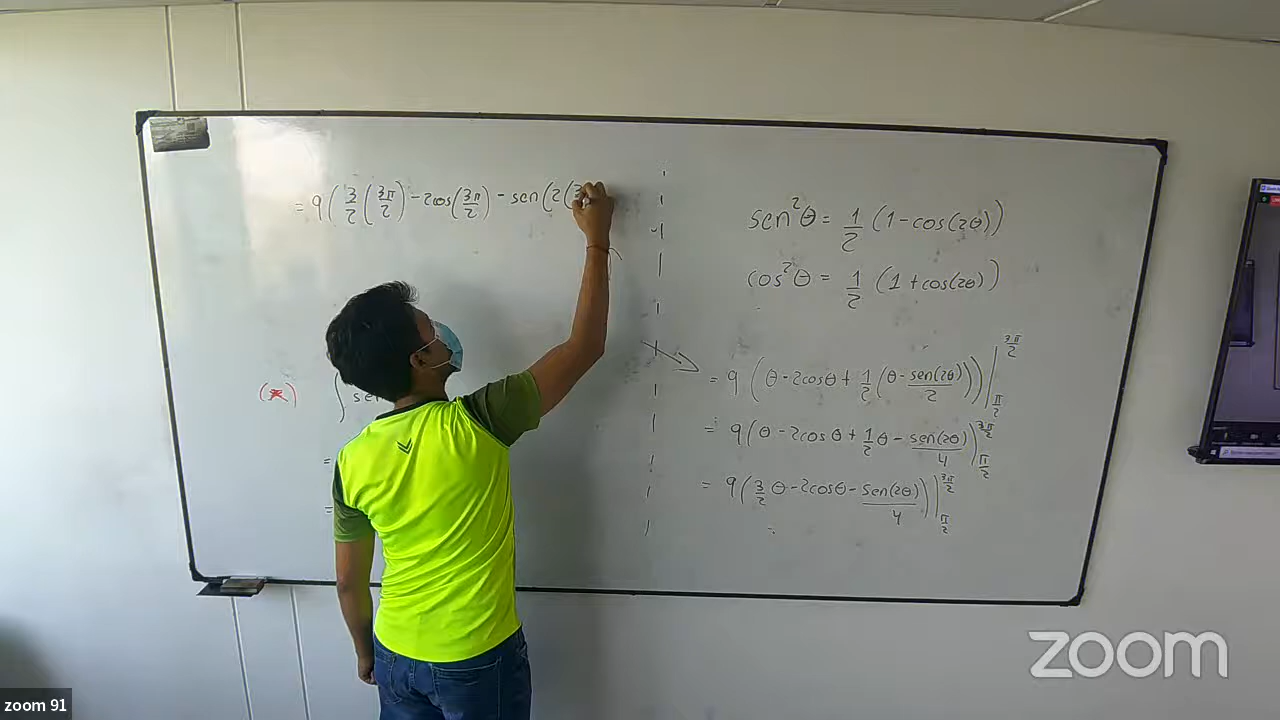 = 9 ( 3/2 ( 3π/2 ) - 2cos( 3π/2 ) - sen( 2 ( 3
(*) ∫ se
=
=
sen²θ = 1/2 (1-cos(2θ))
cos²θ = 1/2 (1+cos(2θ))
= 9 ( θ - 2cosθ + 1/2 ( θ - sen(2θ)/2 ) ) | 3π/2 π/2
= 9 ( θ - 2cosθ + 1/2 θ - sen(2θ)/4 ) 3π/2 π/2
= 9 ( 3/2 θ - 2cosθ - sen(2θ)/4 ) | 3π/2 π/2
zoom
zoom 91